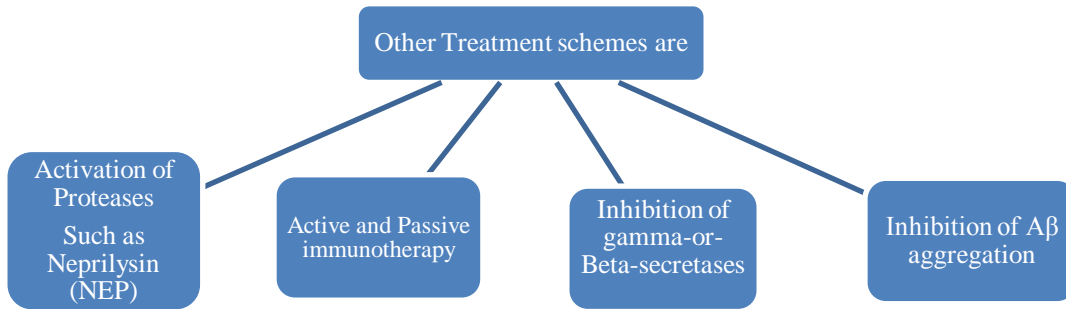 Other Treatment schemes are
Activation of
Proteases
Such as
Neprilysin
(NEP)
Active and Passive
immunotherapy
Inhibition of
gamma-or-
Beta-secretases
Inhibition of Aβ
aggregation